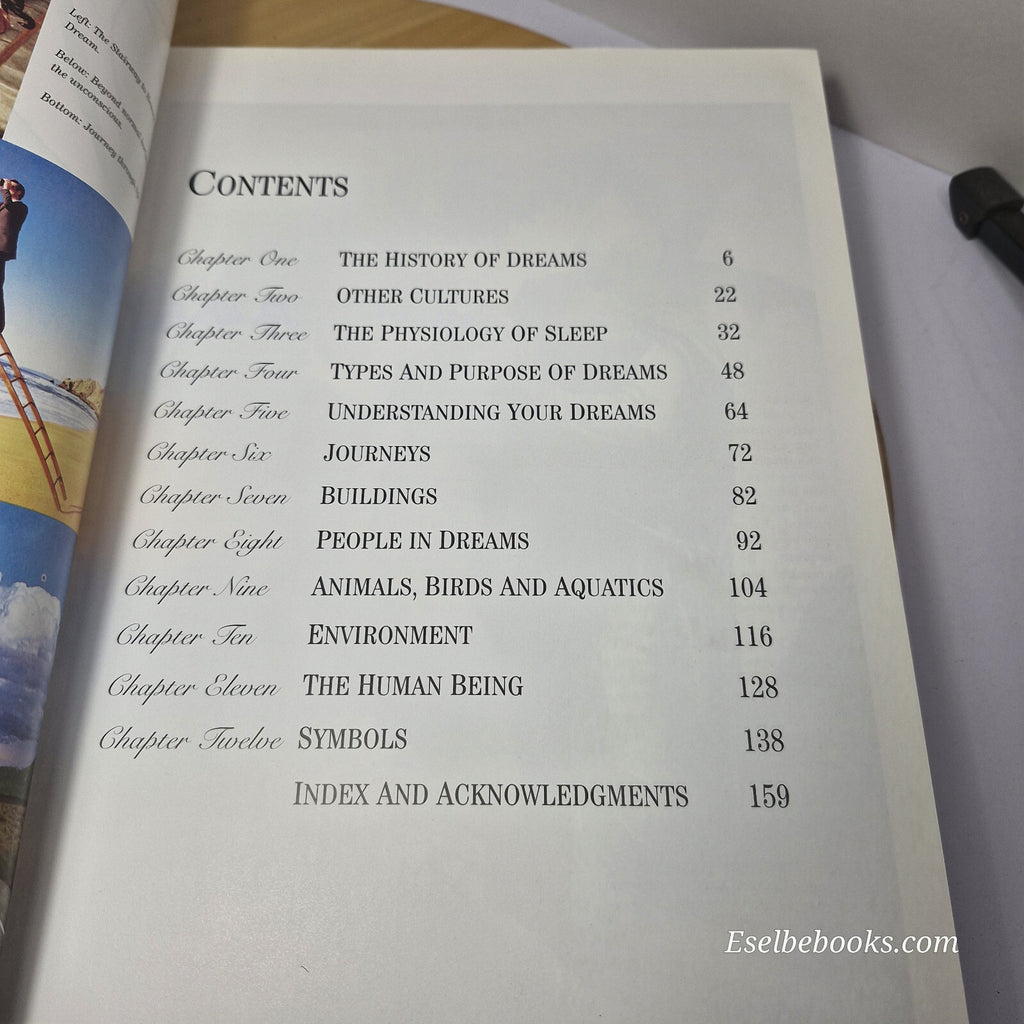 Left: The Stairway to
Dream.
Below: Beyond normal
the unconscious.
Bottom: Journey through
CONTENTS
Chapter One THE HISTORY OF DREAMS 6
Chapter Two OTHER CULTURES 22
Chapter Three THE PHYSIOLOGY OF SLEEP 32
Chapter Four TYPES AND PURPOSE OF DREAMS 48
Chapter Five UNDERSTANDING YOUR DREAMS 64
Chapter Six JOURNEYS 72
Chapter Seven BUILDINGS 82
Chapter Eight PEOPLE IN DREAMS 92
Chapter Nine ANIMALS, BIRDS AND AQUATICS 104
Chapter Ten ENVIRONMENT 116
Chapter Eleven THE HUMAN BEING 128
Chapter Twelve SYMBOLS 138
INDEX AND ACKNOWLEDGMENTS 159
Eselbebooks.com